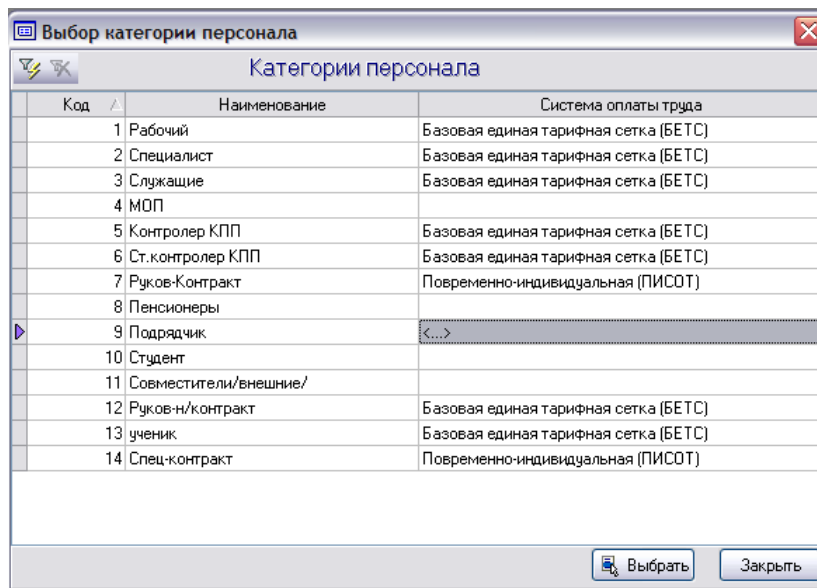 Выбор категории персонала
Категории персонала
Код Наименование Система оплаты труда
1 Рабочий Базовая единая тарифная сетка (БЕТС)
2 Специалист Базовая единая тарифная сетка (БЕТС)
3 Служащие Базовая единая тарифная сетка (БЕТС)
4 МОП
5 Контролер КПП Базовая единая тарифная сетка (БЕТС)
6 Ст.контролер КПП Базовая единая тарифная сетка (БЕТС)
7 Руков-Контракт Повременно-индивидуальная (ПИСОТ)
8 Пенсионеры
9 Подрядчик <...>
10 Студент
11 Совместители/внешние/
12 Руков-н/контракт Базовая единая тарифная сетка (БЕТС)
13 ученик Базовая единая тарифная сетка (БЕТС)
14 Спец-контракт Повременно-индивидуальная (ПИСОТ)
Выбрать Закрыть